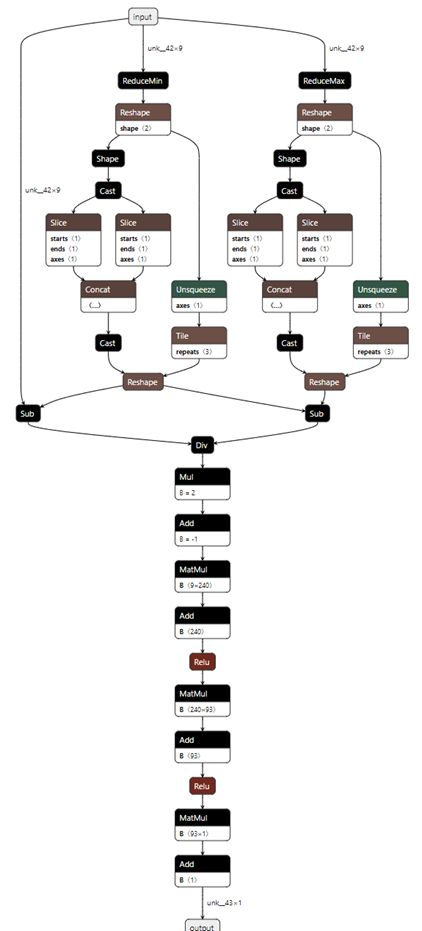 input
unk__42×9
unk__42×9
ReduceMin
ReduceMax
Reshape
shape ⟨2⟩
Reshape
shape ⟨2⟩
Shape
Shape
unk__42×9
Cast
Cast
Slice
starts ⟨1⟩
ends ⟨1⟩
axes ⟨1⟩
Slice
starts ⟨1⟩
ends ⟨1⟩
axes ⟨1⟩
Slice
starts ⟨1⟩
ends ⟨1⟩
axes ⟨1⟩
Slice
starts ⟨1⟩
ends ⟨1⟩
axes ⟨1⟩
Concat
⟨...⟩
Unsqueeze
axes ⟨1⟩
Concat
⟨...⟩
Unsqueeze
axes ⟨1⟩
Cast
Tile
repeats ⟨3⟩
Cast
Tile
repeats ⟨3⟩
Reshape
Reshape
Sub
Sub
Div
Mul
B = 2
Add
B = -1
MatMul
B ⟨9×240⟩
Add
B ⟨240⟩
Relu
MatMul
B ⟨240×93⟩
Add
B ⟨93⟩
Relu
MatMul
B ⟨93×1⟩
Add
B ⟨1⟩
unk__43×1
output